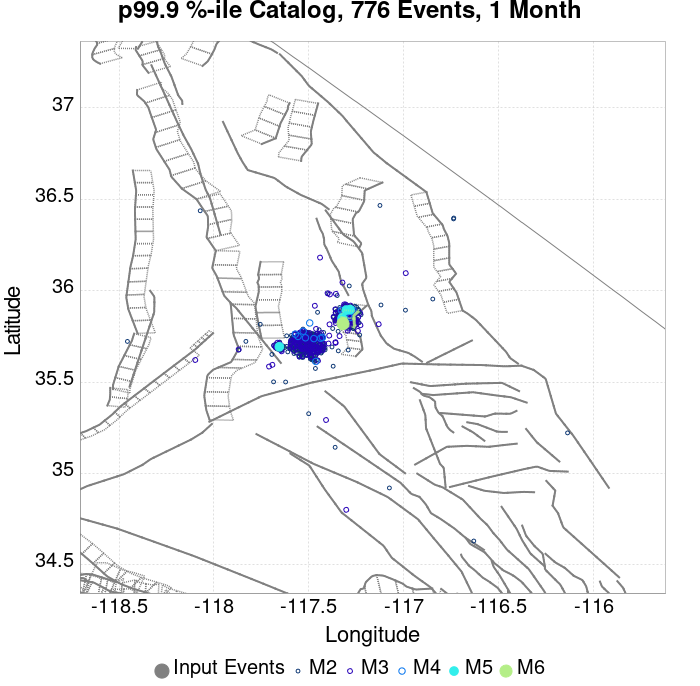 p99.9 %-ile Catalog, 776 Events, 1 Month
37
36.5
36
35.5
35
34.5
Latitude
-118.5 -118 -117.5 -117 -116.5 -116
Longitude
Input Events M2 M3 M4 M5 M6